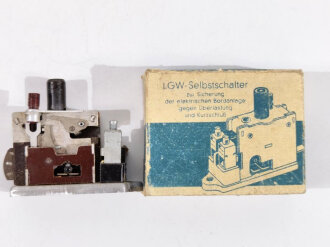 LGW-Selbstschalter
zur Sicherung
der elektrischen Bordanlage
gegen Überlastung
und Kurzschluß